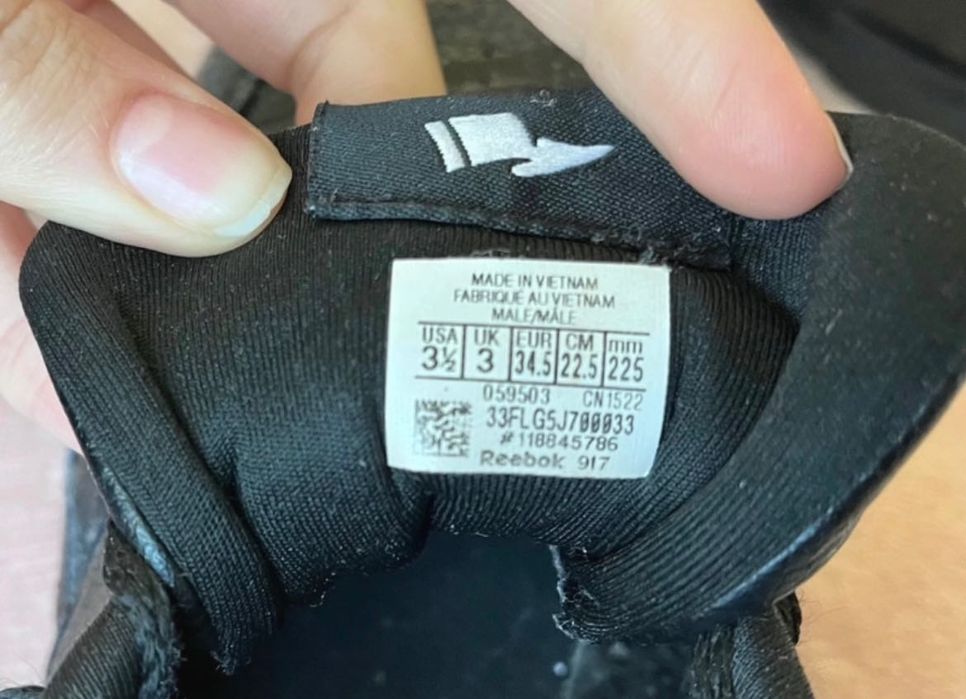 MADE IN VIETNAM
FABRIQUÉ AU VIETNAM
MALE/MÂLE
USA UK EUR CM mm
3½ 3 34.5 22.5 225
059503 CN1522
33FLG5J700033
#118845786
Reebok 917